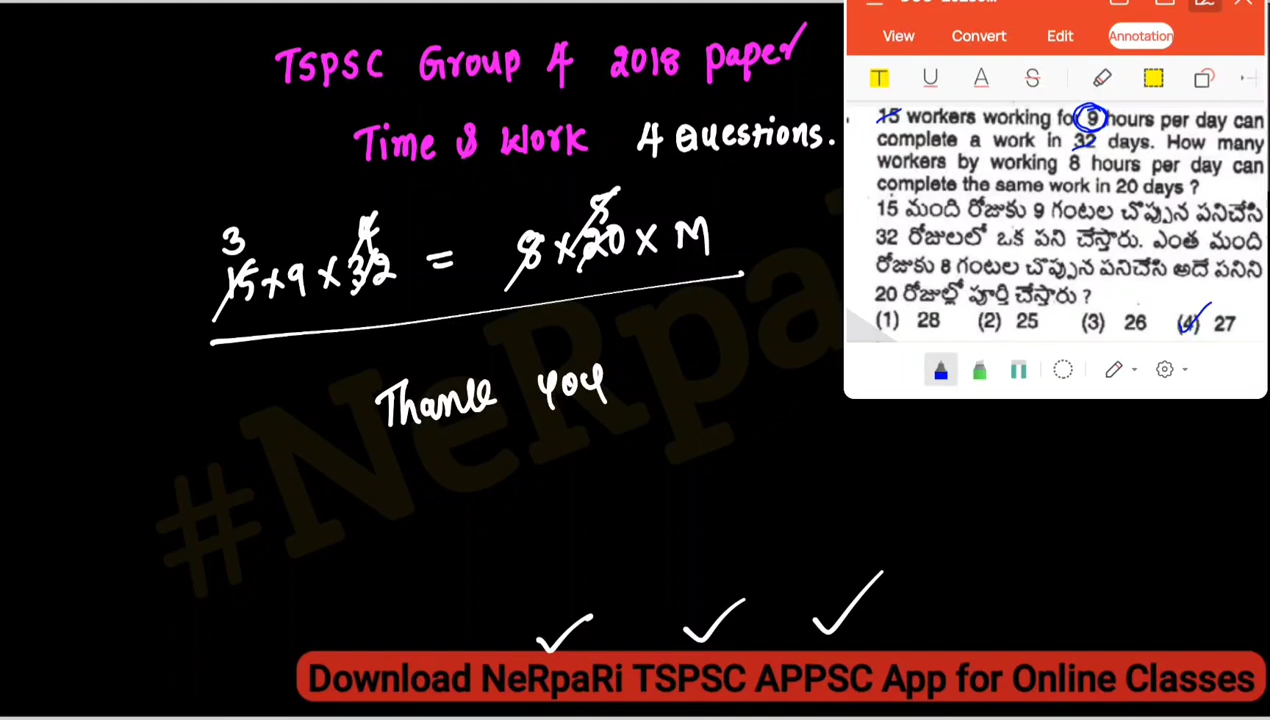 TSPSC Group 4 2018 paper
Time & Work 4 Questions.
3 4 8
15 × 9 × 32 = 8 × 20 × M
Thank you
#NeRpa
View Convert Edit Annotation
T U A S
15 workers working for 9 hours per day can
complete a work in 32 days. How many
workers by working 8 hours per day can
complete the same work in 20 days ?
15 మంది రోజుకు 9 గంటల చొప్పున పనిచేసి
32 రోజులలో ఒక పని చేస్తారు. ఎంత మంది
రోజుకు 8 గంటల చొప్పున పనిచేసి అదే పనిని
20 రోజుల్లో పూర్తి చేస్తారు ?
(1) 28 (2) 25 (3) 26 (4) 27
Download NeRpaRi TSPSC APPSC App for Online Classes